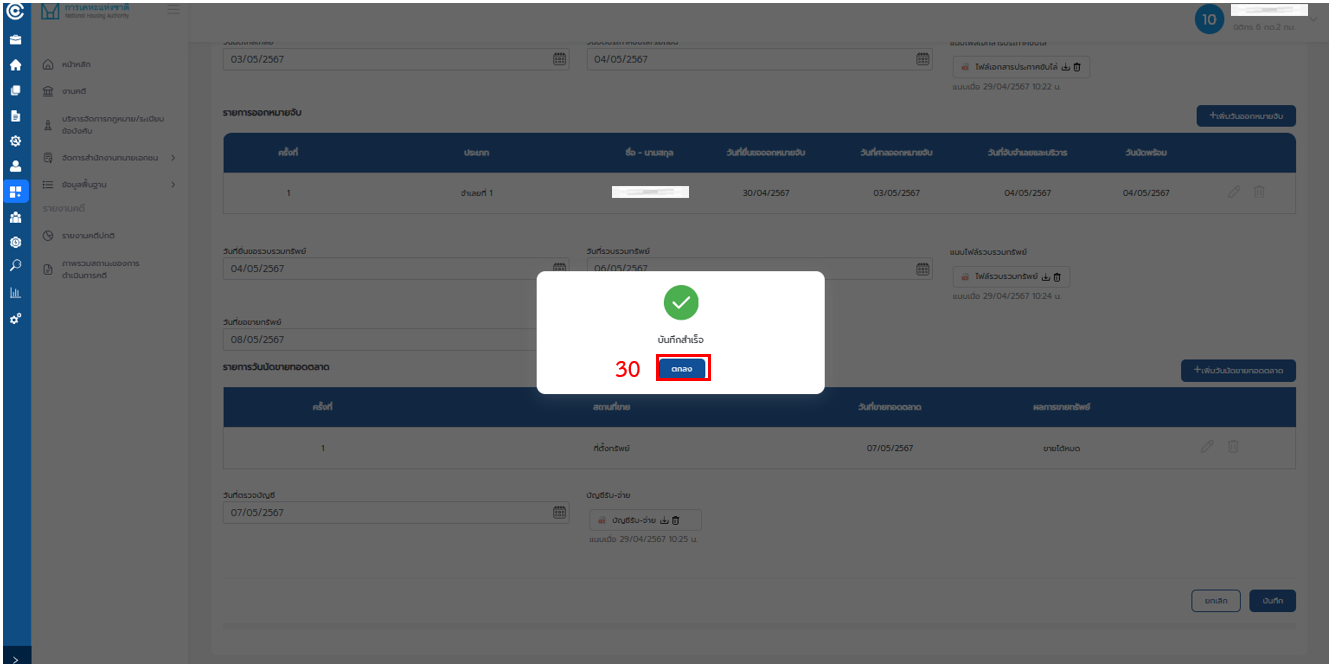 การเคหะแห่งชาติ
National Housing Authority
10
นิติกร 6 กด.2 กม.
หน้าหลัก
งานคดี
บริหารจัดการกฎหมาย/ระเบียบ
ข้อบังคับ
จัดการสำนักงานทนายเอกชน
ข้อมูลพื้นฐาน
รายงานคดี
รายงานคดีปกติ
ภาพรวมสถานะของการ
ดำเนินการคดี
03/05/2567
04/05/2567
ไฟล์เอกสารประกาศขับไล่
แนบเมื่อ 29/04/2567 10:22 น.
รายการออกหมายจับ
+เพิ่มวันออกหมายจับ
ครั้งที่ ประเภท ชื่อ - นามสกุล วันที่ยื่นขอออกหมายจับ วันที่ศาลออกหมายจับ วันที่จับจำเลยและบริวาร วันนัดพร้อม
1 จำเลยที่ 1 30/04/2567 03/05/2567 04/05/2567 04/05/2567
วันที่ยื่นขอรวบรวมทรัพย์ วันที่รวบรวมทรัพย์ แนบไฟล์รวบรวมทรัพย์
04/05/2567 06/05/2567 ไฟล์รวบรวมทรัพย์
แนบเมื่อ 29/04/2567 10:24 น.
วันที่ขอขายทรัพย์
08/05/2567
บันทึกสำเร็จ
30 ตกลง
รายการวันนัดขายทอดตลาด
+เพิ่มวันนัดขายทอดตลาด
ครั้งที่ สถานที่ขาย วันที่ขายทอดตลาด ผลการขายทรัพย์
1 ที่ตั้งทรัพย์ 07/05/2567 ขายได้หมด
วันที่ตรวจบัญชี บัญชีรับ-จ่าย
07/05/2567 บัญชีรับ-จ่าย
แนบเมื่อ 29/04/2567 10:25 น.
ยกเลิก บันทึก